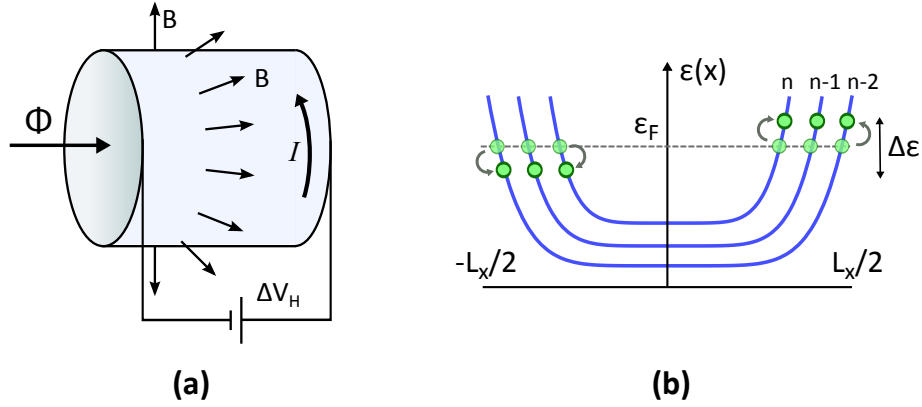 B
B
Φ
I
ΔV_H
(a)
ε(x)
n n-1 n-2
ε_F
Δε
-L_x/2
L_x/2
(b)